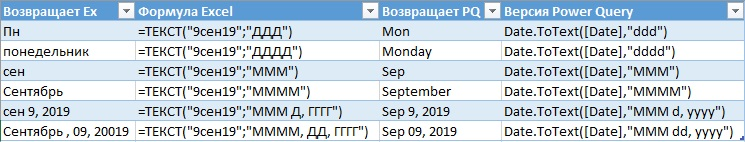 Возвращает Ex Формула Excel Возвращает PQ Версия Power Query
Пн =ТЕКСТ("9сен19";"ДДД") Mon Date.ToText([Date],"ddd")
понедельник =ТЕКСТ("9сен19";"ДДДД") Monday Date.ToText([Date],"dddd")
сен =ТЕКСТ("9сен19";"МММ") Sep Date.ToText([Date],"MMM")
Сентябрь =ТЕКСТ("9сен19";"ММММ") September Date.ToText([Date],"MMMM")
сен 9, 2019 =ТЕКСТ("9сен19";"МММ Д, ГГГГ") Sep 9, 2019 Date.ToText([Date],"MMM d, yyyy")
Сентябрь , 09, 20019 =ТЕКСТ("9сен19";"ММММ, ДД, ГГГГ") Sep 09, 2019 Date.ToText([Date],"MMM dd, yyyy")